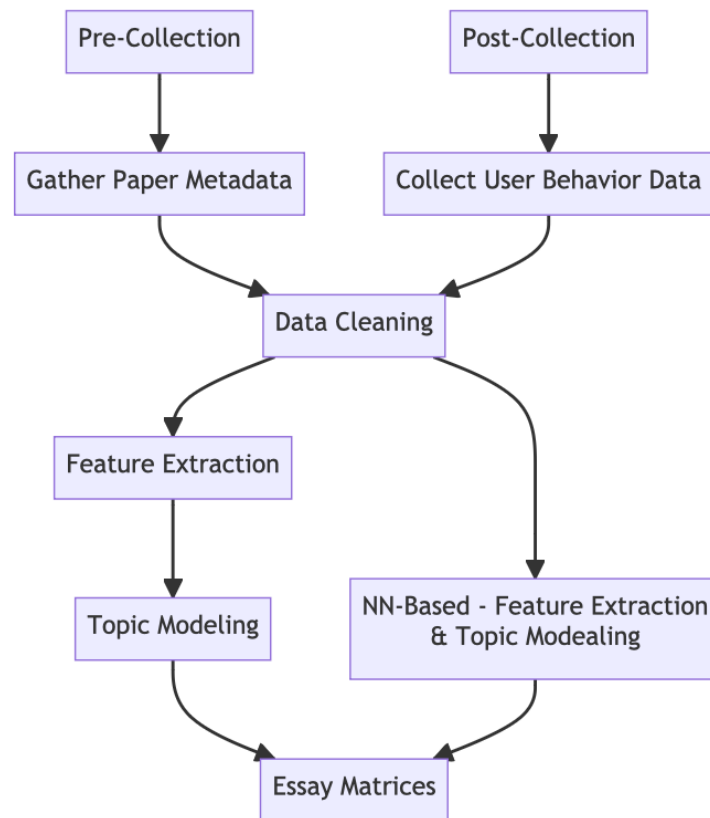 Pre-Collection
Post-Collection
Gather Paper Metadata
Collect User Behavior Data
Data Cleaning
Feature Extraction
Topic Modeling
NN-Based - Feature Extraction
& Topic Modealing
Essay Matrices